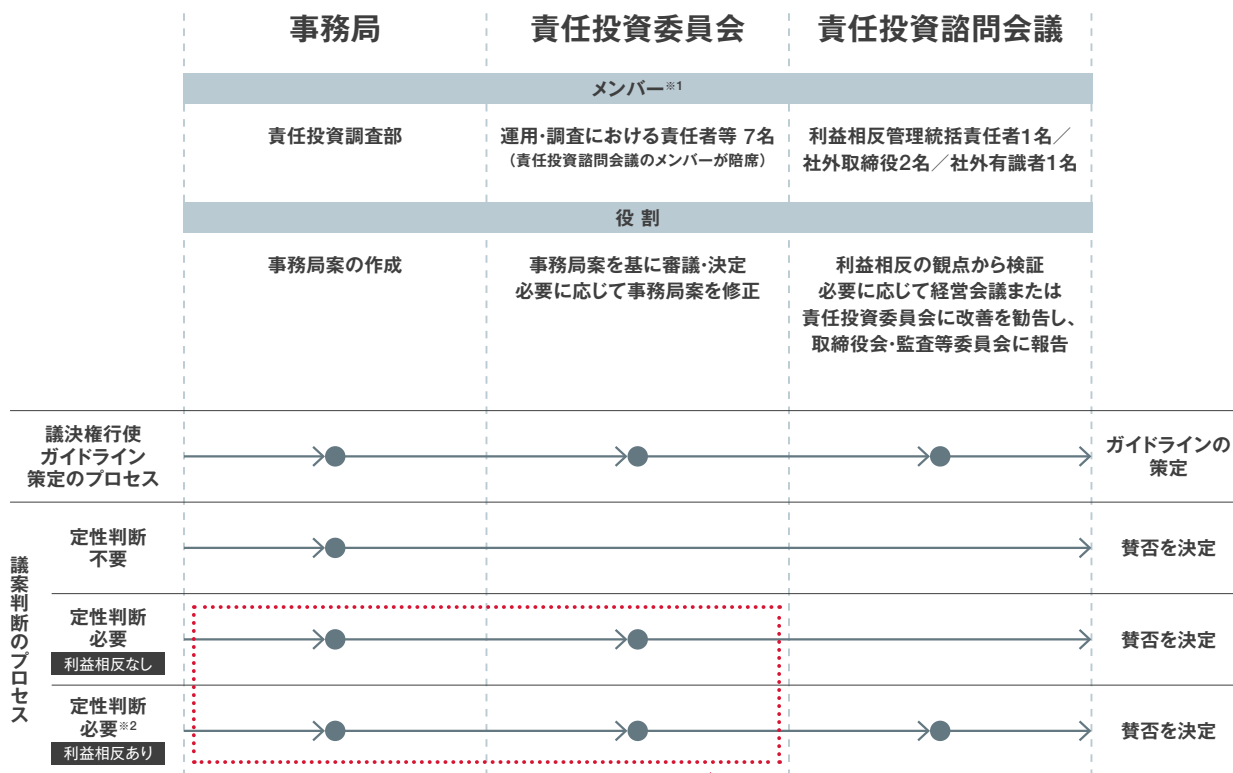 事務局
責任投資委員会
責任投資諮問会議
メンバー※1
責任投資調査部
運用・調査における責任者等 7名
（責任投資諮問会議のメンバーが陪席）
利益相反管理統括責任者1名／
社外取締役2名／社外有識者1名
役 割
事務局案の作成
事務局案を基に審議・決定
必要に応じて事務局案を修正
利益相反の観点から検証
必要に応じて経営会議または
責任投資委員会に改善を勧告し、
取締役会・監査等委員会に報告
議決権行使
ガイドライン
策定のプロセス
ガイドラインの
策定
議案判断のプロセス
定性判断
不要
賛否を決定
定性判断
必要
利益相反なし
賛否を決定
定性判断
必要※2
利益相反あり
賛否を決定